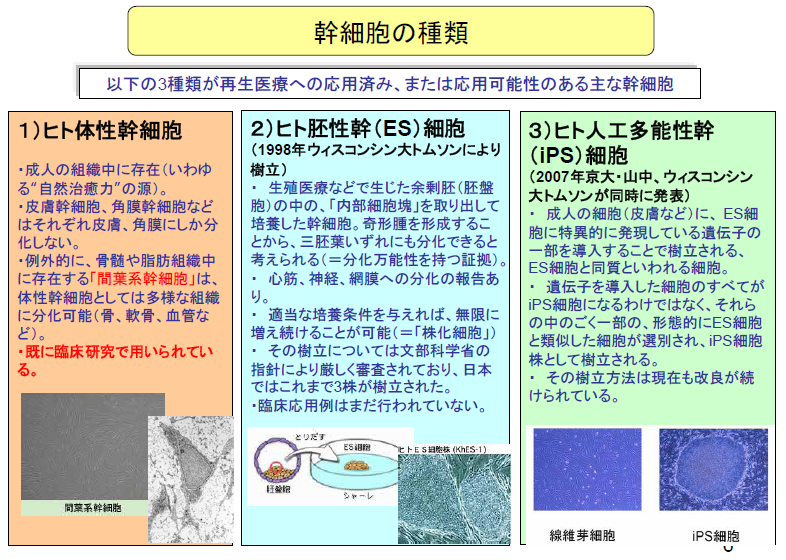 幹細胞の種類
以下の3種類が再生医療への応用済み、または応用可能性のある主な幹細胞
１）ヒト体性幹細胞
・成人の組織中に存在（いわゆ
る“自然治癒力”の源）。
・皮膚幹細胞、角膜幹細胞など
はそれぞれ皮膚、角膜にしか分
化しない。
・例外的に、骨髄や脂肪組織中
に存在する「間葉系幹細胞」は、
体性幹細胞としては多様な組織
に分化可能（骨、軟骨、血管な
ど）。
・既に臨床研究で用いられてい
る。
間葉系幹細胞
２）ヒト胚性幹（ES）細胞
（1998年ウィスコンシン大トムソンにより
樹立）
・ 生殖医療などで生じた余剰胚（胚盤
胞）の中の、「内部細胞塊」を取り出して
培養した幹細胞。奇形腫を形成するこ
とから、三胚葉いずれにも分化できると
考えられる（＝分化万能性を持つ証拠）。
・ 心筋、神経、網膜への分化の報告あ
り。
・ 適当な培養条件を与えれば、無限に
増え続けることが可能（＝「株化細胞」）
・ その樹立については文部科学省の
指針により厳しく審査されており、日本
ではこれまで3株が樹立された。
・臨床応用例はまだ行われていない。
とりだす
ES細胞
胚盤胞
シャーレ
ヒトＥＳ細胞株（KhES-1）
３）ヒト人工多能性幹
（iPS）細胞
（2007年京大・山中、ウィスコンシン
大トムソンが同時に発表）
・ 成人の細胞（皮膚など）に、ES細
胞に特異的に発現している遺伝子の
一部を導入することで樹立される、
ES細胞と同質といわれる細胞。
・ 遺伝子を導入した細胞のすべてが
iPS細胞になるわけではなく、それら
の中のごく一部の、形態的にES細胞
と類似した細胞が選別され、iPS細胞
株として樹立される。
・ その樹立方法は現在も改良が続
けられている。
線維芽細胞
iPS細胞